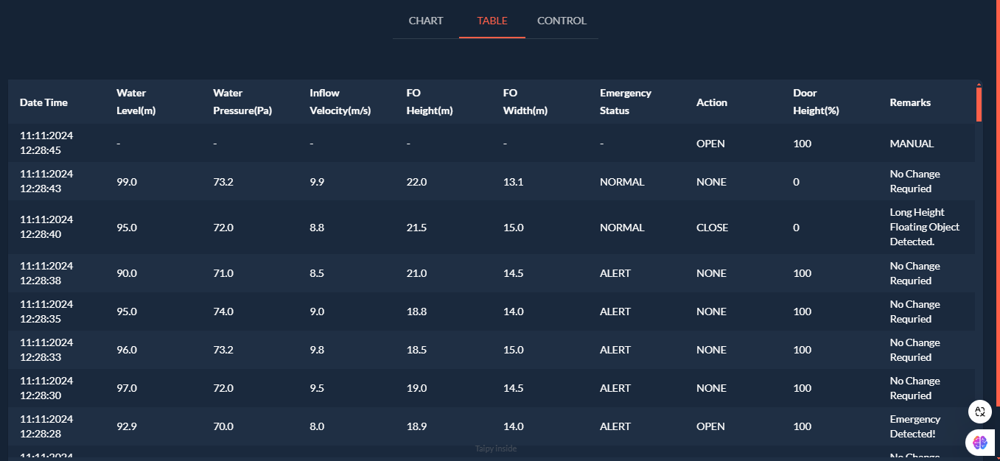 CHART TABLE CONTROL
Date Time Water Level(m) Water Pressure(Pa) Inflow Velocity(m/s) FO Height(m) FO Width(m) Emergency Status Action Door Height(%) Remarks
11:11:2024 12:28:45 - - - - - - OPEN 100 MANUAL
11:11:2024 12:28:43 99.0 73.2 9.9 22.0 13.1 NORMAL NONE 0 No Change Requried
11:11:2024 12:28:40 95.0 72.0 8.8 21.5 15.0 NORMAL CLOSE 0 Long Height Floating Object Detected.
11:11:2024 12:28:38 90.0 71.0 8.5 21.0 14.5 ALERT NONE 100 No Change Requried
11:11:2024 12:28:35 95.0 74.0 9.0 18.8 14.0 ALERT NONE 100 No Change Requried
11:11:2024 12:28:33 96.0 73.2 9.8 18.5 15.0 ALERT NONE 100 No Change Requried
11:11:2024 12:28:30 97.0 72.0 9.5 19.0 14.5 ALERT NONE 100 No Change Requried
11:11:2024 12:28:28 92.9 70.0 8.0 18.9 14.0 ALERT OPEN 100 Emergency Detected!
Taipy inside
11:11:2024 No Change